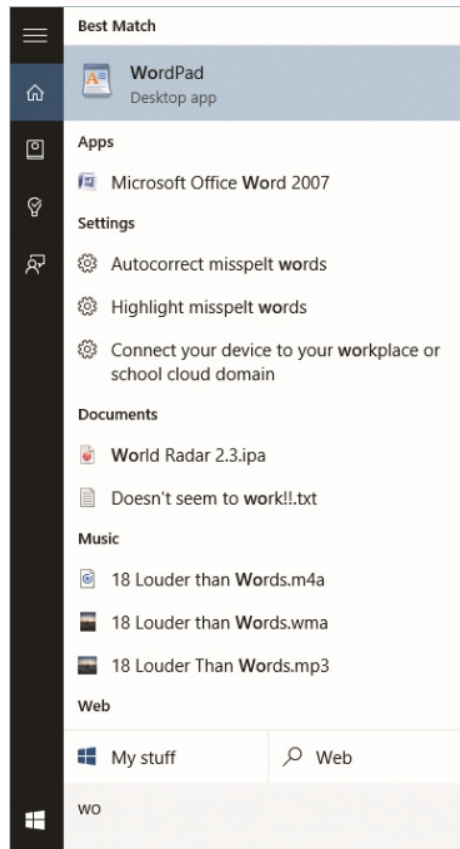 Best Match
WordPad
Desktop app
Apps
Microsoft Office Word 2007
Settings
Autocorrect misspelt words
Highlight misspelt words
Connect your device to your workplace or
school cloud domain
Documents
World Radar 2.3.ipa
Doesn't seem to work!!.txt
Music
18 Louder than Words.m4a
18 Louder than Words.wma
18 Louder Than Words.mp3
Web
My stuff Web
wo